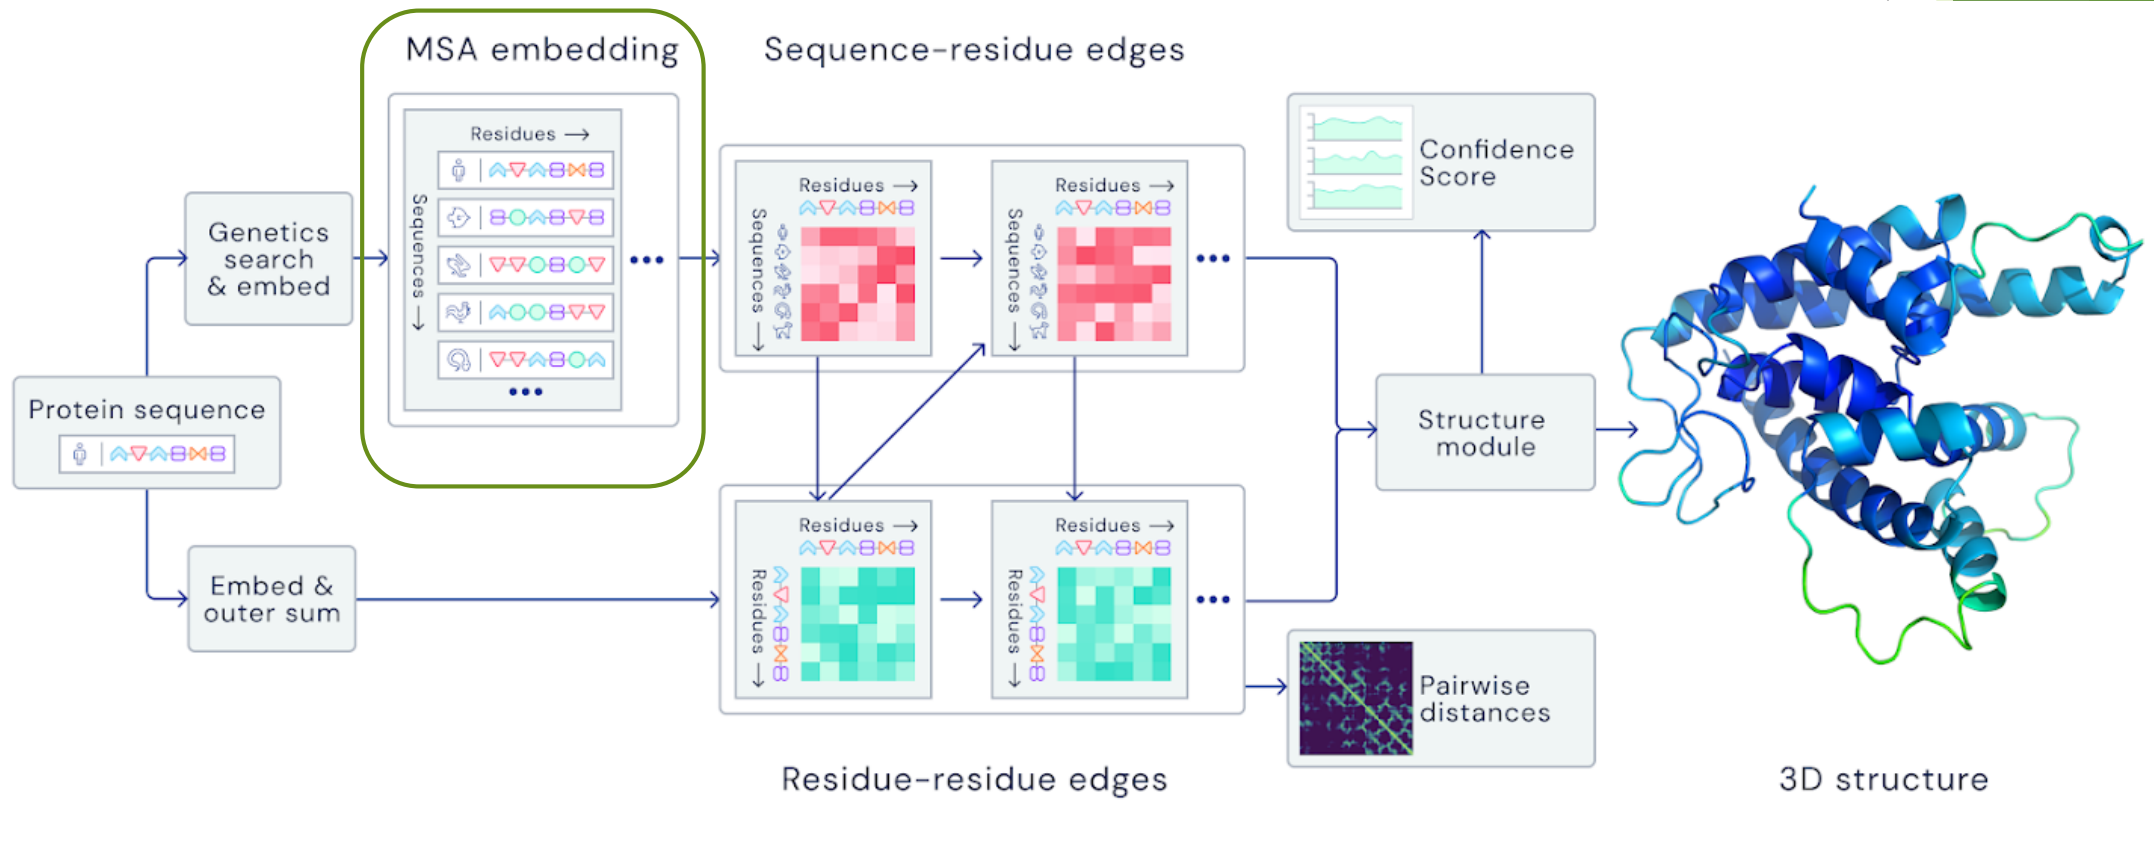 MSA embedding
Sequence-residue edges
Residues →
Sequences →
Genetics
search
& embed
Protein sequence
Embed &
outer sum
Residues →
Sequences →
Residues →
Sequences →
Residues →
Residues →
Residues →
Residues →
Residue-residue edges
Confidence
Score
Structure
module
Pairwise
distances
3D structure